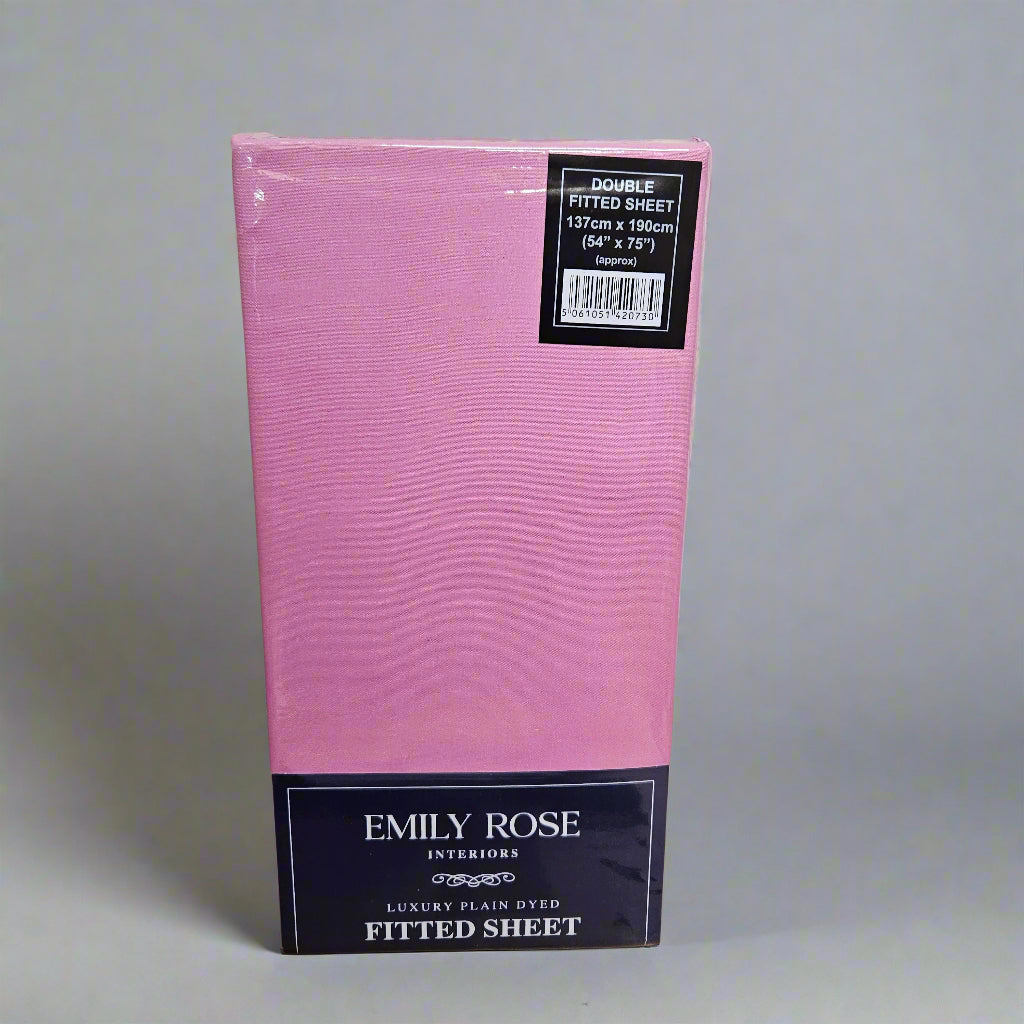 DOUBLE
FITTED SHEET
137cm x 190cm
(54” x 75”)
(approx)
5 061051 420730
EMILY ROSE
INTERIORS
LUXURY PLAIN DYED
FITTED SHEET